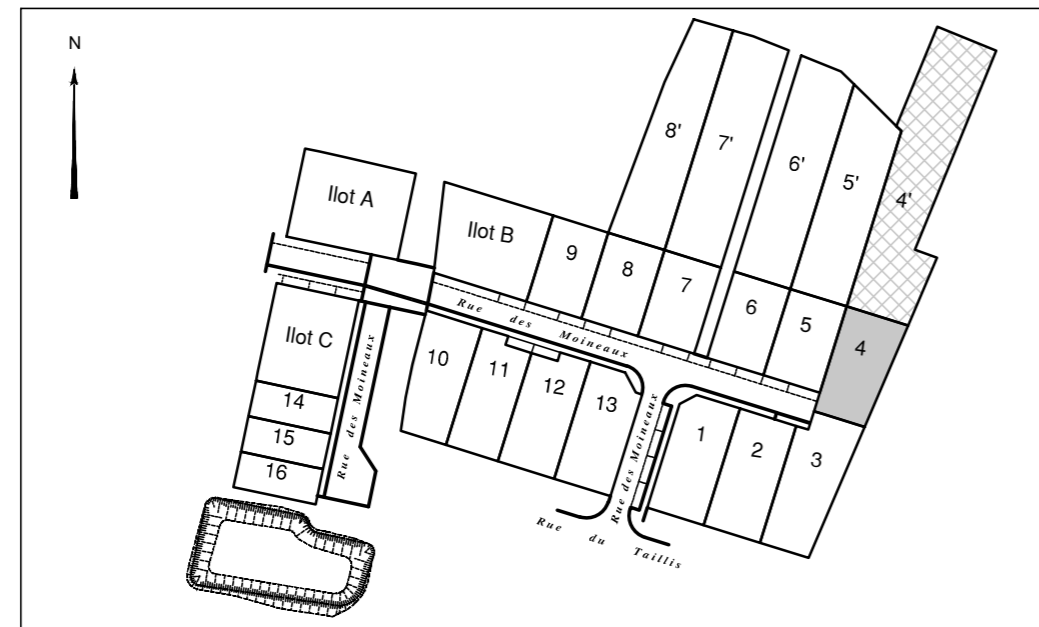 N
8'
7'
6'
5'
4'
Ilot A
Ilot B
9
8
7
6
5
4
Rue des Moineaux
Ilot C
14
15
16
Rue des Moineaux
10
11
12
13
Rue des Moineaux
1
2
3
Rue du Taillis